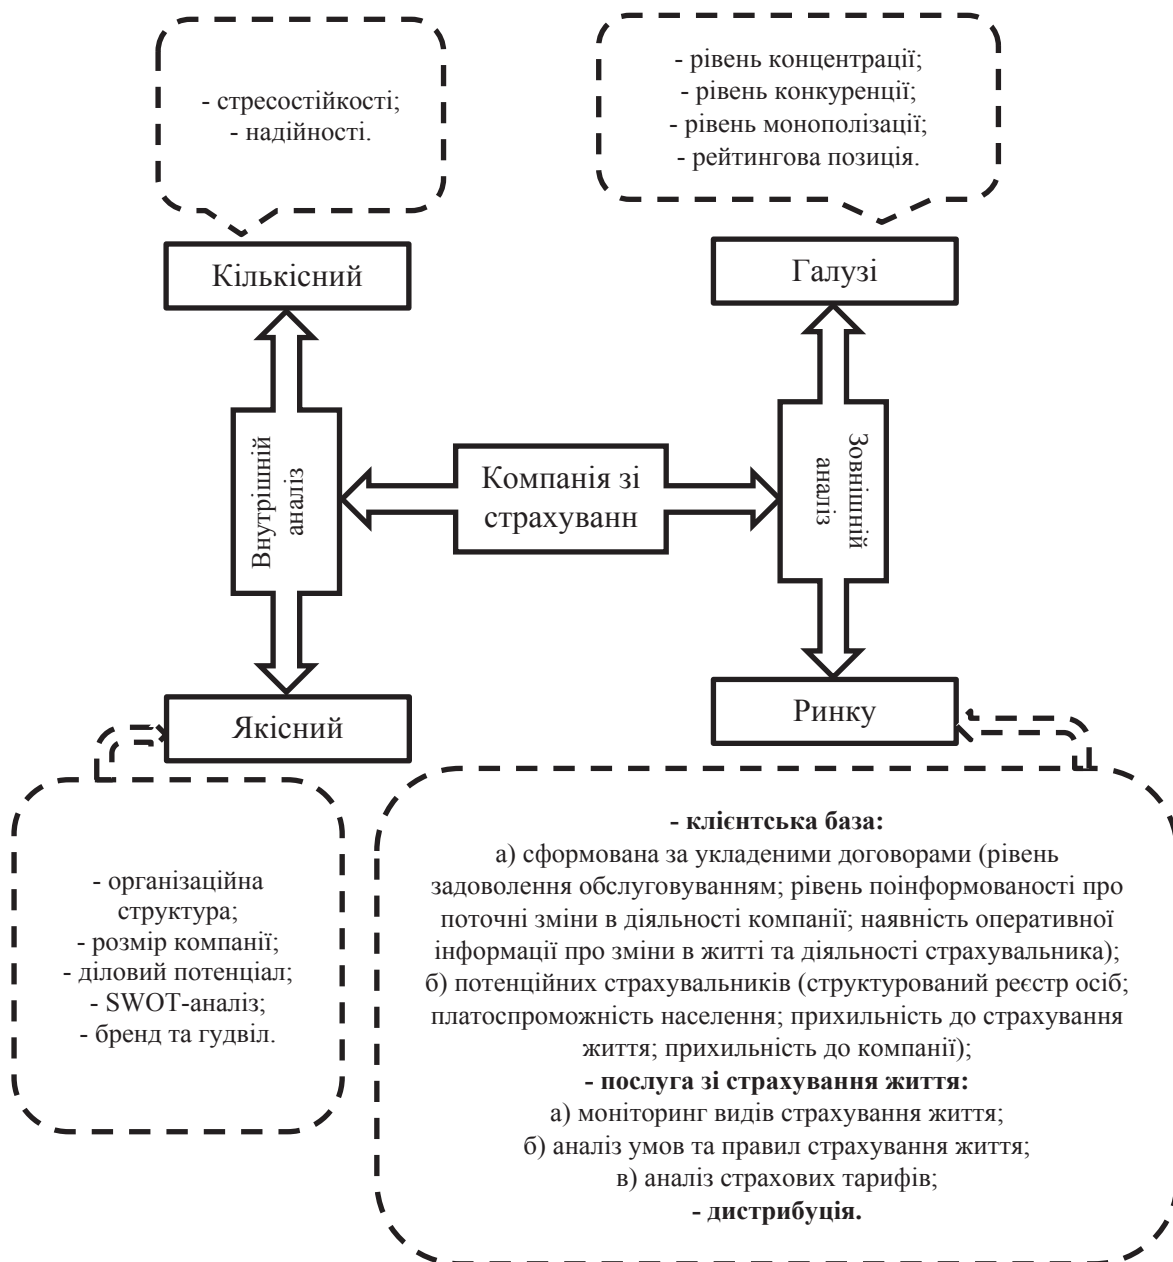 - стресостійкості;
- надійності.
- рівень концентрації;
- рівень конкуренції;
- рівень монополізації;
- рейтингова позиція.
Кількісний
Галузі
Внутрішній
аналіз
Компанія зі
страхуванн
Зовнішній
аналіз
Якісний
Ринку
- організаційна
структура;
- розмір компанії;
- діловий потенціал;
- SWOT-аналіз;
- бренд та гудвіл.
- клієнтська база:
а) сформована за укладеними договорами (рівень
задоволення обслуговуванням; рівень поінформованості про
поточні зміни в діяльності компанії; наявність оперативної
інформації про зміни в житті та діяльності страхувальника);
б) потенційних страхувальників (структурований реєстр осіб;
платоспроможність населення; прихильність до страхування
життя; прихильність до компанії);
- послуга зі страхування життя:
а) моніторинг видів страхування життя;
б) аналіз умов та правил страхування життя;
в) аналіз страхових тарифів;
- дистрибуція.